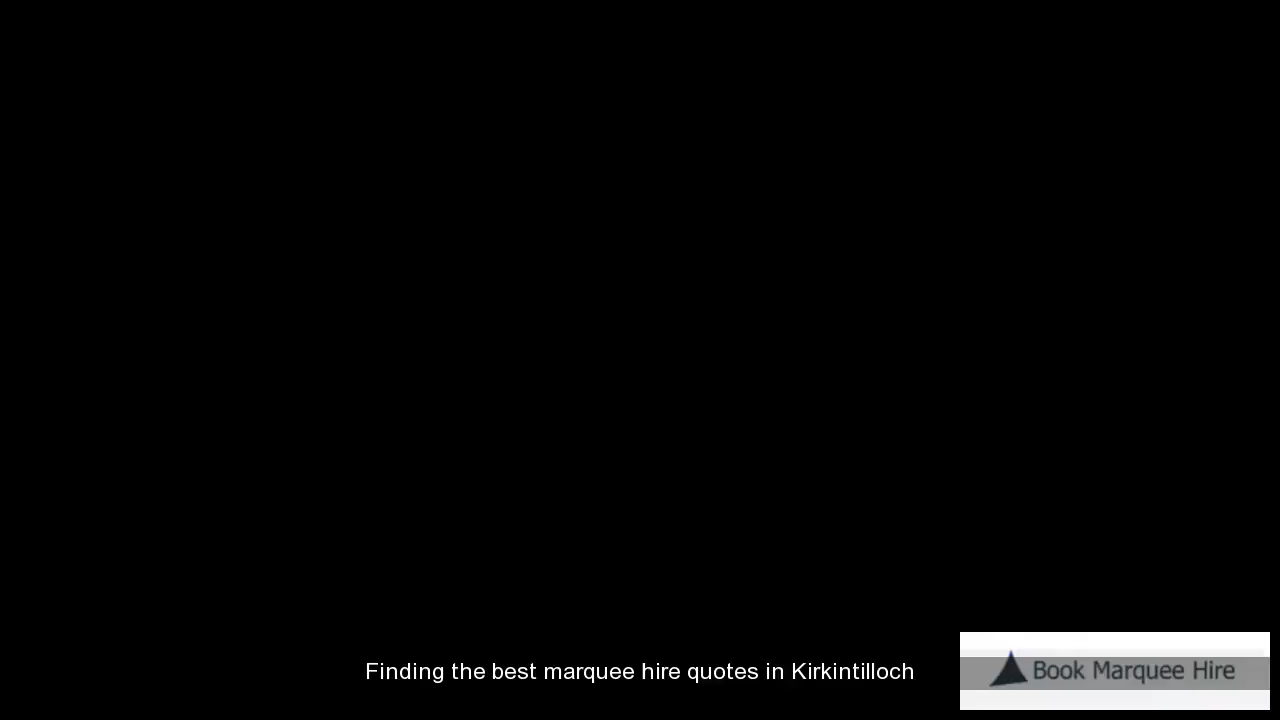 Finding the best marquee hire quotes in Kirkintilloch
Book Marquee Hire